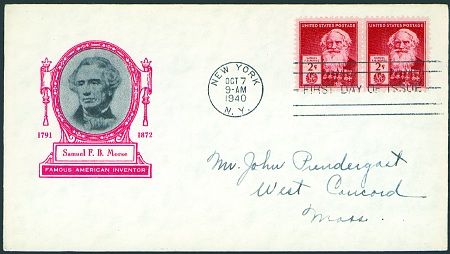 UNITED STATES POSTAGE UNITED STATES POSTAGE
2¢ 2¢
NEW YORK
OCT 7
9-AM
1940
N.Y.
FIRST DAY OF ISSUE
1791 1872
Samuel F. B. Morse
FAMOUS AMERICAN INVENTOR
Mr. John Prendergast
West Concord
Mass.